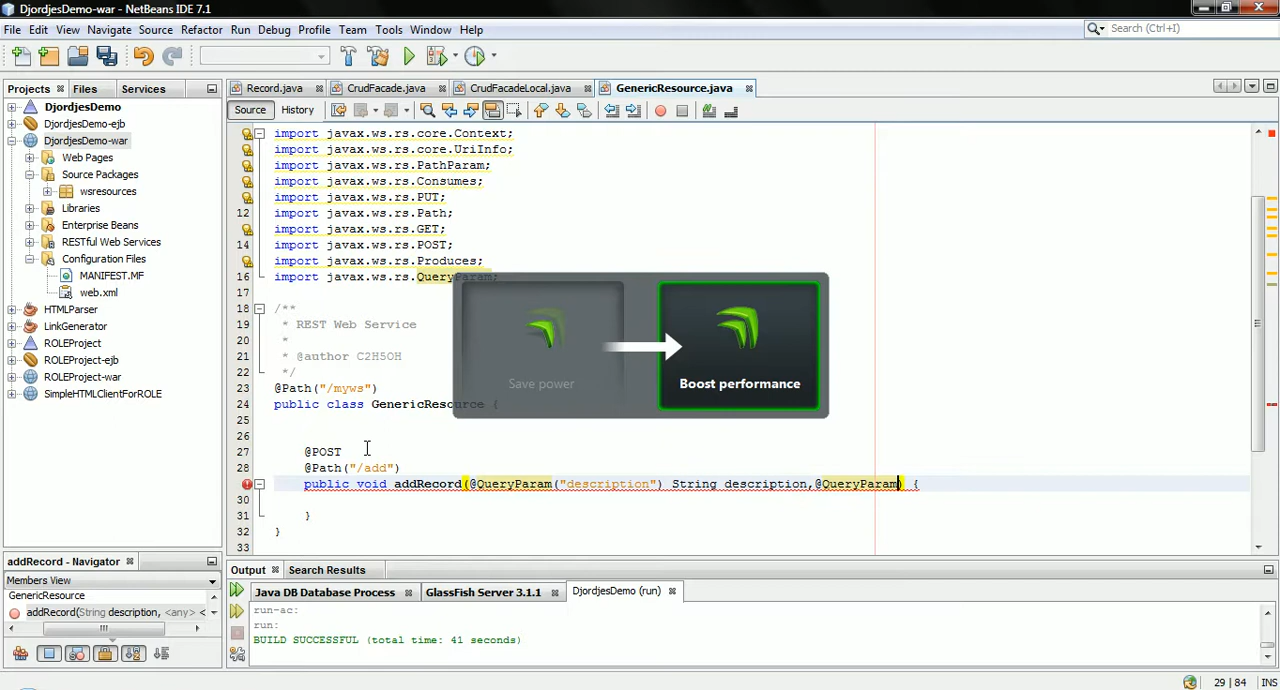 DjordjesDemo-war - NetBeans IDE 7.1
File Edit View Navigate Source Refactor Run Debug Profile Team Tools Window Help
Search (Ctrl+I)
Projects Files Services
Record.java CrudFacade.java CrudFacadeLocal.java GenericResource.java
Source History
DjordjesDemo
DjordjesDemo-ejb
DjordjesDemo-war
Web Pages
Source Packages
wsresources
Libraries
Enterprise Beans
RESTful Web Services
Configuration Files
MANIFEST.MF
web.xml
HTMLParser
LinkGenerator
ROLEProject
ROLEProject-ejb
ROLEProject-war
SimpleHTMLClientForROLE
import javax.ws.rs.core.Context;
import javax.ws.rs.core.UriInfo;
import javax.ws.rs.PathParam;
import javax.ws.rs.Consumes;
import javax.ws.rs.PUT;
12 import javax.ws.rs.Path;
import javax.ws.rs.GET;
14 import javax.ws.rs.POST;
import javax.ws.rs.Produces;
16 import javax.ws.rs.QueryParam;
17
18 /**
19 * REST Web Service
20 *
21 * @author C2H5OH
22 */
23 @Path("/myws")
24 public class GenericResource {
25
26
27 @POST
28 @Path("/add")
public void addRecord(@QueryParam("description") String description,@QueryParam) {
30
31 }
32 }
33
Save power
Boost performance
addRecord - Navigator
Members View
GenericResource
addRecord(String description, <any> <
Output Search Results
Java DB Database Process GlassFish Server 3.1.1 DjordjesDemo (run)
run-ac:
run:
BUILD SUCCESSFUL (total time: 41 seconds)
29 | 84 INS